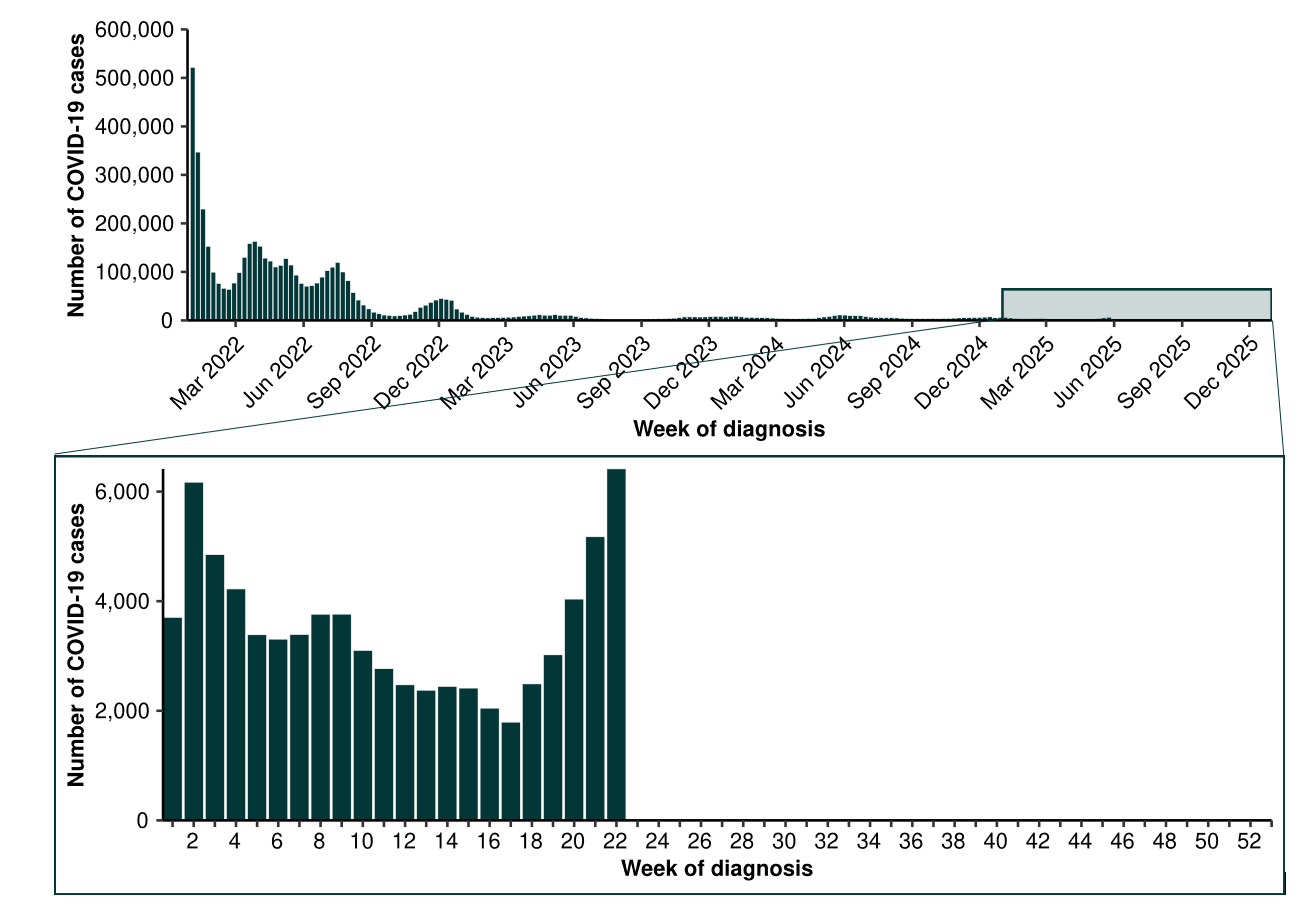 Number of COVID-19 cases
600,000
500,000
400,000
300,000
200,000
100,000
0
Mar 2022
Jun 2022
Sep 2022
Dec 2022
Mar 2023
Jun 2023
Sep 2023
Dec 2023
Mar 2024
Jun 2024
Sep 2024
Dec 2024
Mar 2025
Jun 2025
Sep 2025
Dec 2025
Week of diagnosis
Number of COVID-19 cases
6,000
4,000
2,000
0
2 4 6 8 10 12 14 16 18 20 22 24 26 28 30 32 34 36 38 40 42 44 46 48 50 52
Week of diagnosis